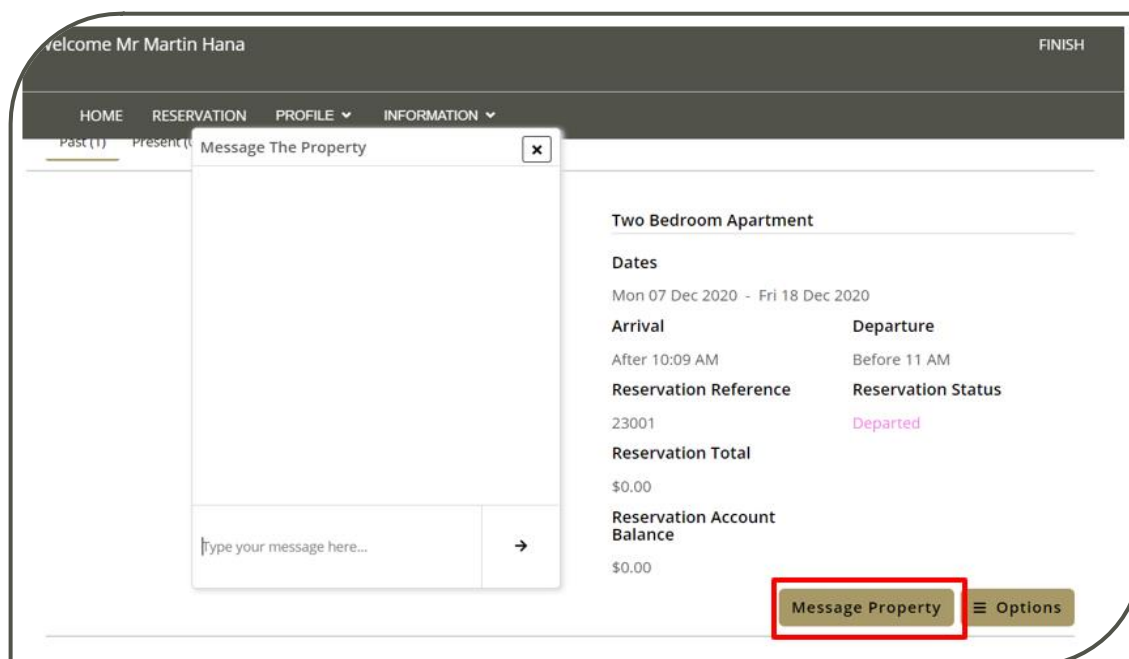 Welcome Mr Martin Hana
FINISH
HOME RESERVATION PROFILE INFORMATION
Past (1) Present
Message The Property
Two Bedroom Apartment
Dates
Mon 07 Dec 2020 - Fri 18 Dec 2020
Arrival Departure
After 10:09 AM Before 11 AM
Reservation Reference Reservation Status
23001 Departed
Reservation Total
$0.00
Reservation Account
Balance
$0.00
Type your message here...
Message Property Options